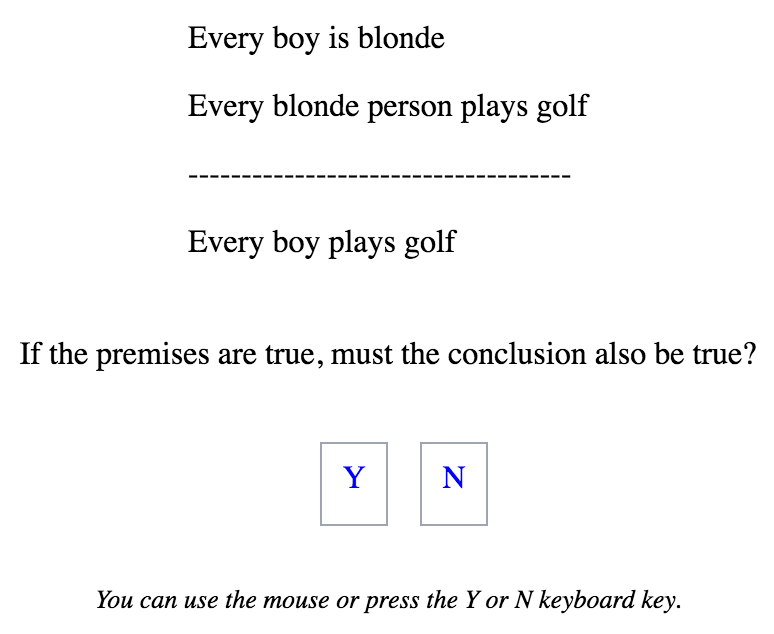 Every boy is blonde
Every blonde person plays golf
------------------------------------
Every boy plays golf
If the premises are true, must the conclusion also be true?
Y N
You can use the mouse or press the Y or N keyboard key.